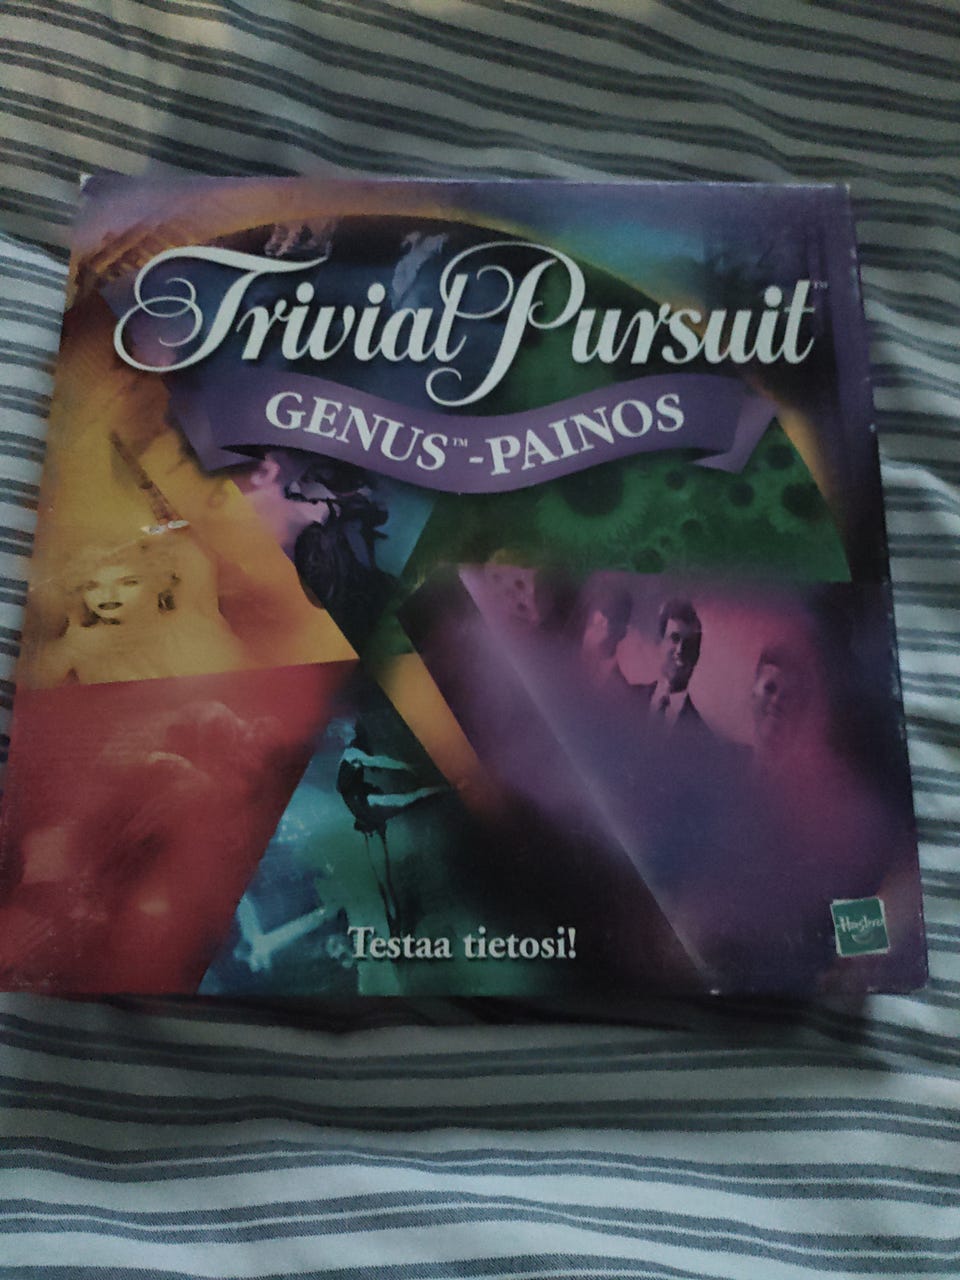 Trivial Pursuit™
GENUS™-PAINOS
Testaa tietosi!
Hasbro